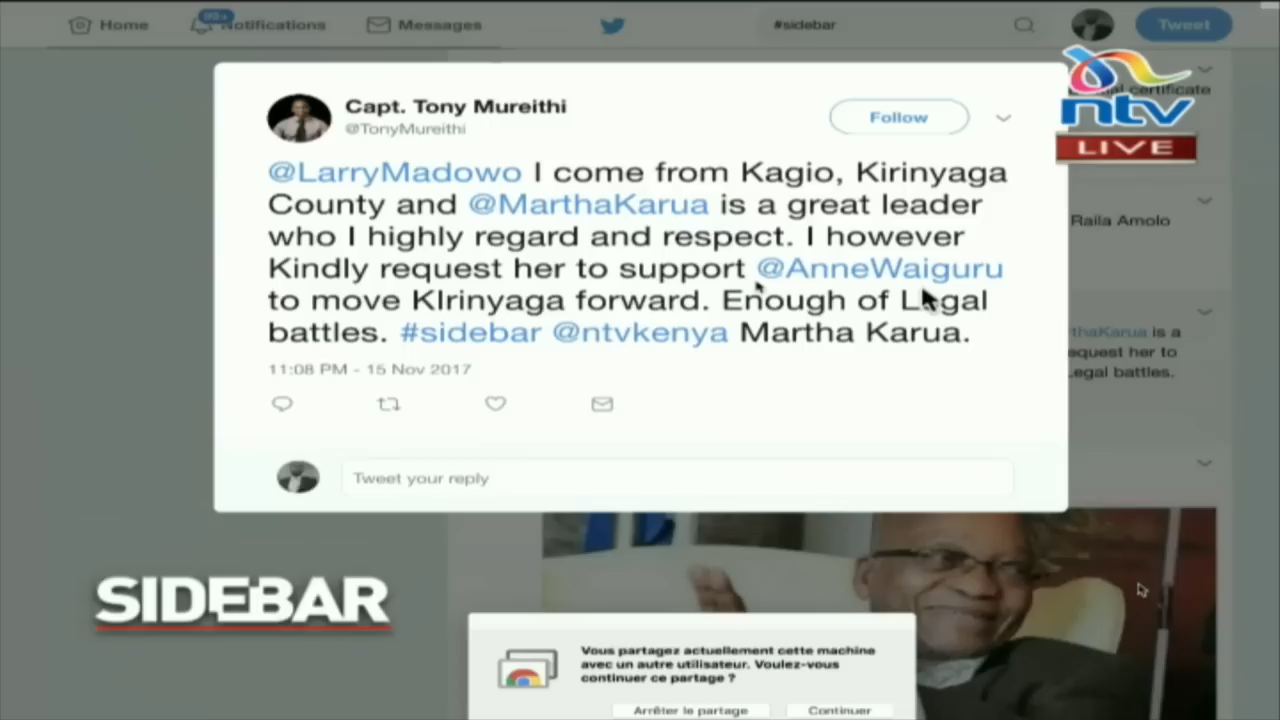 Home
99+
Notifications
Messages
#sidebar
Tweet
ntv
LIVE
Capt. Tony Mureithi
@TonyMureithi
Follow
@LarryMadowo I come from Kagio, Kirinyaga
County and @MarthaKarua is a great leader
who I highly regard and respect. I however
Kindly request her to support @AnneWaiguru
to move KIrinyaga forward. Enough of Legal
battles. #sidebar @ntvkenya Martha Karua.
11:08 PM - 15 Nov 2017
Tweet your reply
certificate
Raila Amolo
thaKarua is a
equest her to
egal battles.
SIDEBAR
Vous partagez actuellement cette machine
avec un autre utilisateur. Voulez-vous
continuer ce partage ?
Arrêter le partage
Continuer